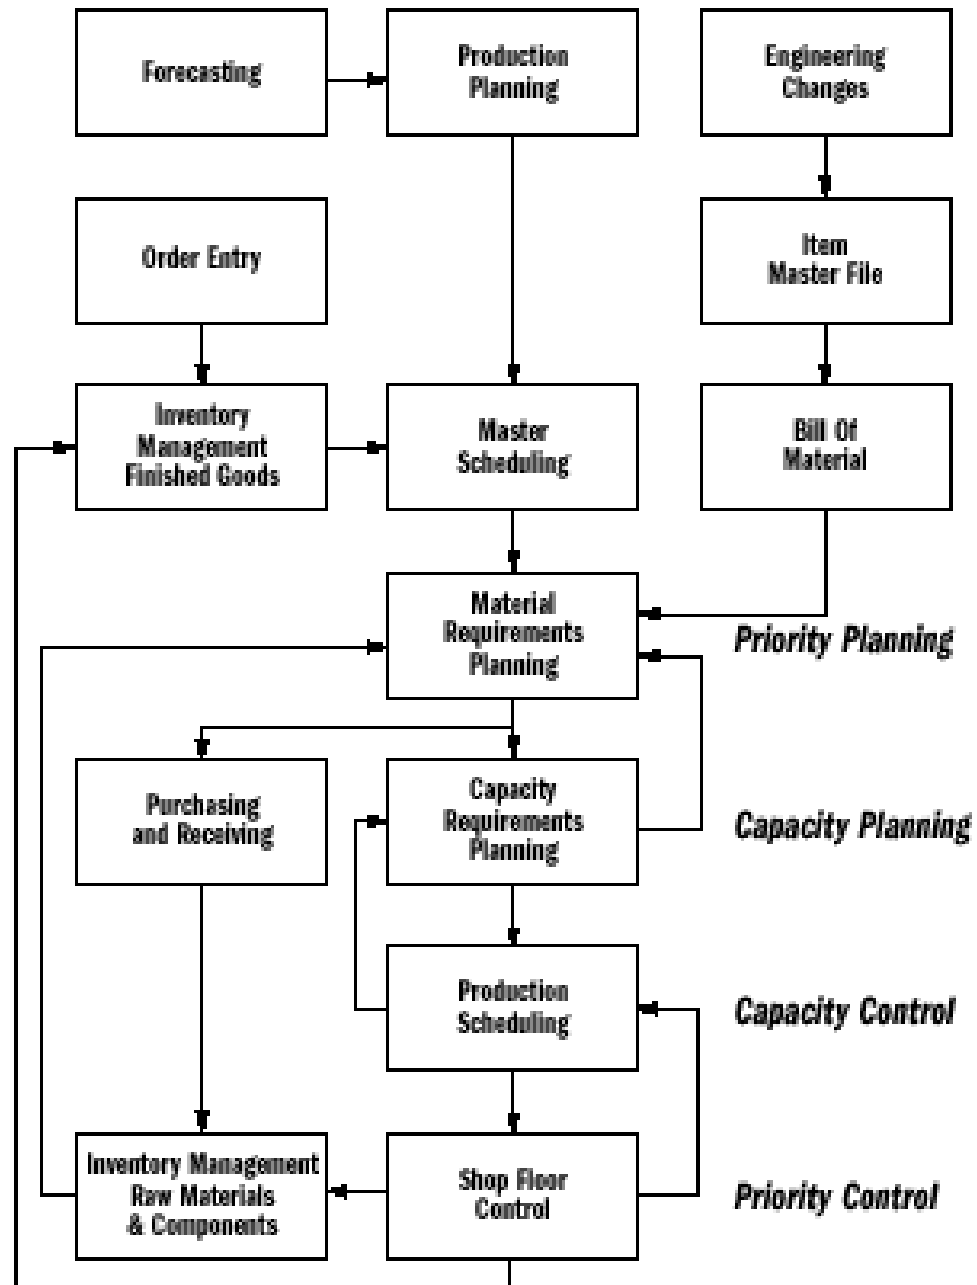 Forecasting
Production
Planning
Engineering
Changes
Order Entry
Item
Master File
Inventory
Management
Finished Goods
Master
Scheduling
Bill Of
Material
Material
Requirements
Planning
Priority Planning
Purchasing
and Receiving
Capacity
Requirements
Planning
Capacity Planning
Production
Scheduling
Capacity Control
Inventory Management
Raw Materials
& Components
Shop Floor
Control
Priority Control